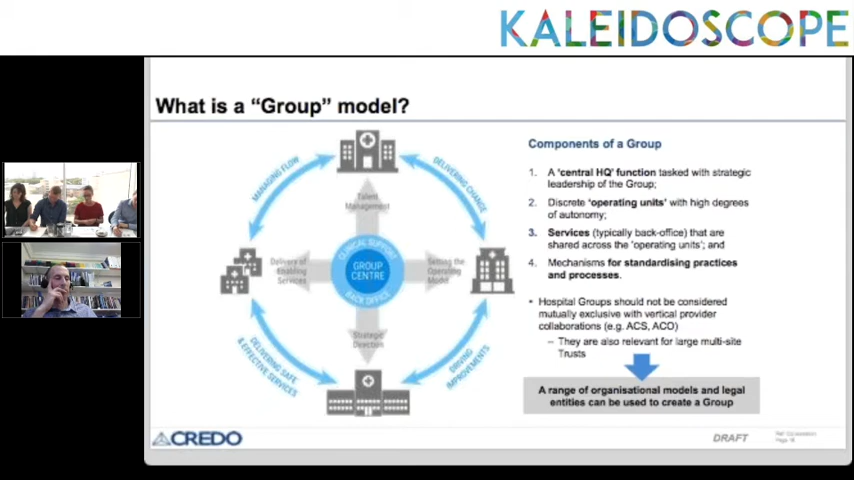 KALEIDOSCOPE
What is a "Group" model?
MANAGING FLOW
DELIVERING CHANGE
Talent
Management
Delivery of
Enabling
Services
CLINICAL SUPPORT
GROUP
CENTRE
BACK OFFICE
Setting the
Operating
Model
Strategic
Direction
DELIVERING SAFE
& EFFECTIVE SERVICES
DRIVING
IMPROVEMENTS
Components of a Group
1. A 'central HQ' function tasked with strategic
leadership of the Group;
2. Discrete 'operating units' with high degrees
of autonomy;
3. Services (typically back-office) that are
shared across the 'operating units'; and
4. Mechanisms for standardising practices
and processes.
• Hospital Groups should not be considered
mutually exclusive with vertical provider
collaborations (e.g. ACS, ACO)
– They are also relevant for large multi-site
Trusts
A range of organisational models and legal
entities can be used to create a Group
CREDO
DRAFT